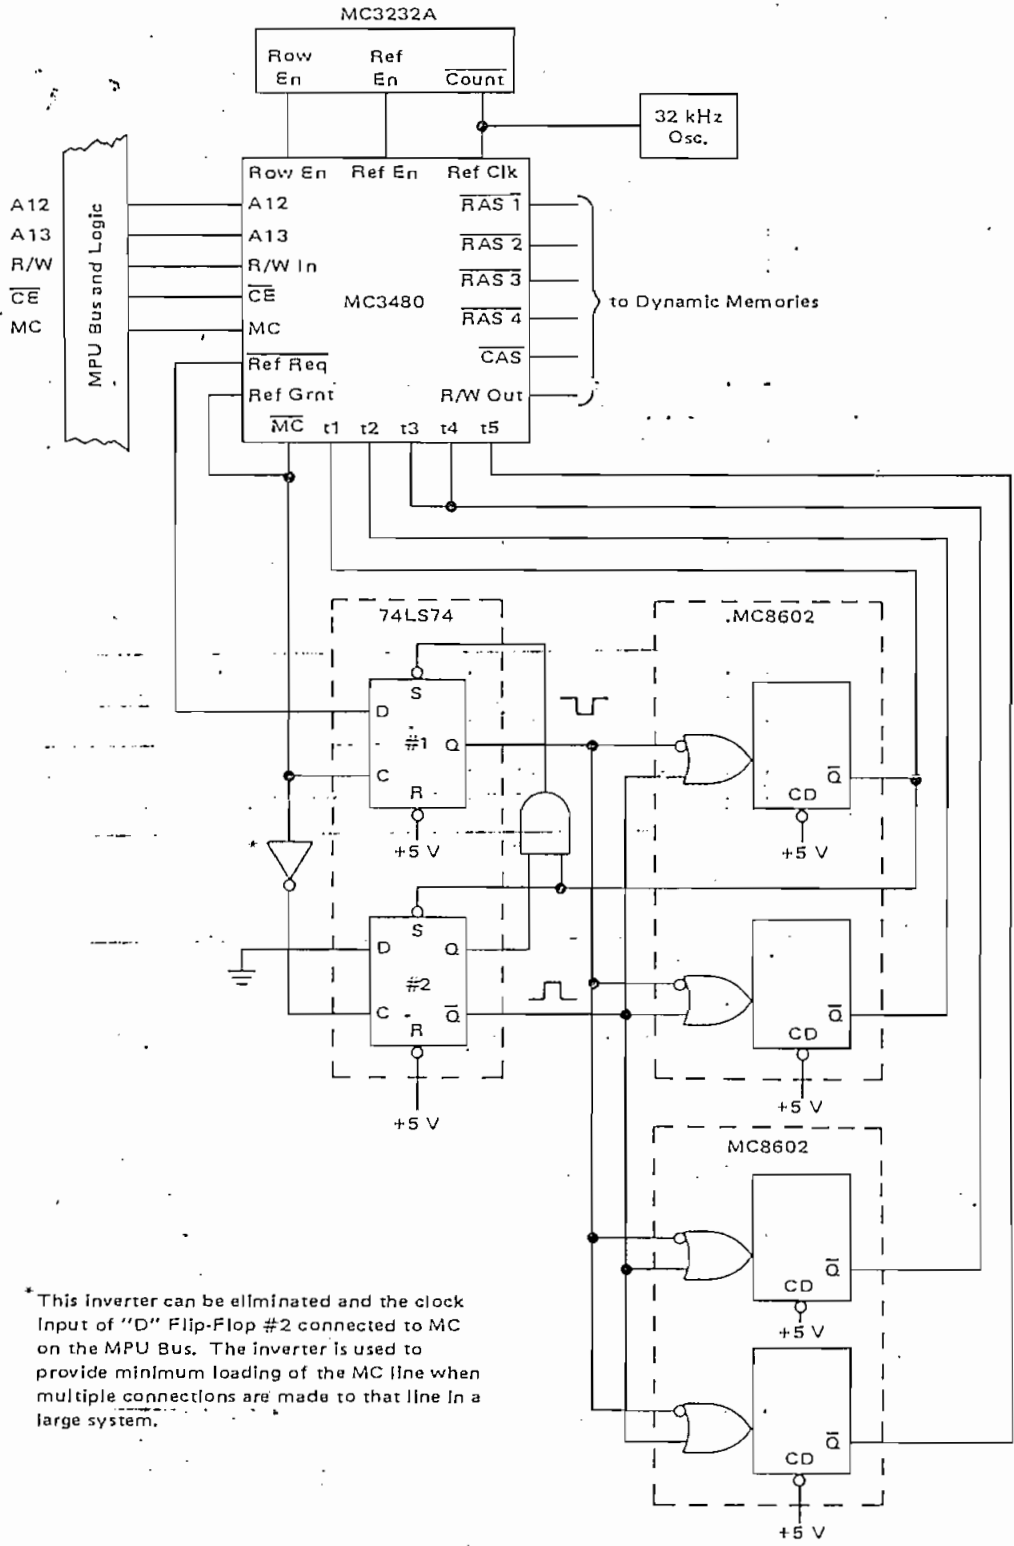 MC3232A
Row En Ref En Count
32 kHz Osc.
Row En Ref En Ref Clk
A12 A12 RAS 1
A13 A13 RAS 2
R/W R/W In RAS 3
CE CE MC3480 to Dynamic Memories
MC MC RAS 4
MPU Bus and Logic
Ref Req CAS
Ref Grnt R/W Out
MC t1 t2 t3 t4 t5
74LS74 MC8602
S
D
#1 Q
C Q
R CD
+5 V +5 V
*
S
D Q
#2
C Q Q
R CD
+5 V +5 V
MC8602
Q
CD
+5 V
Q
CD
+5 V
*This inverter can be eliminated and the clock
input of "D" Flip-Flop #2 connected to MC
on the MPU Bus. The inverter is used to
provide minimum loading of the MC line when
multiple connections are made to that line in a
large system.